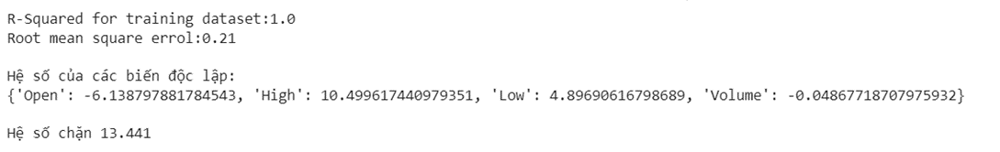 R-Squared for training dataset:1.0
Root mean square errol:0.21
Hệ số của các biến độc lập:
{'Open': -6.138797881784543, 'High': 10.499617440979351, 'Low': 4.89690616798689, 'Volume': -0.04867718707975932}
Hệ số chặn 13.441